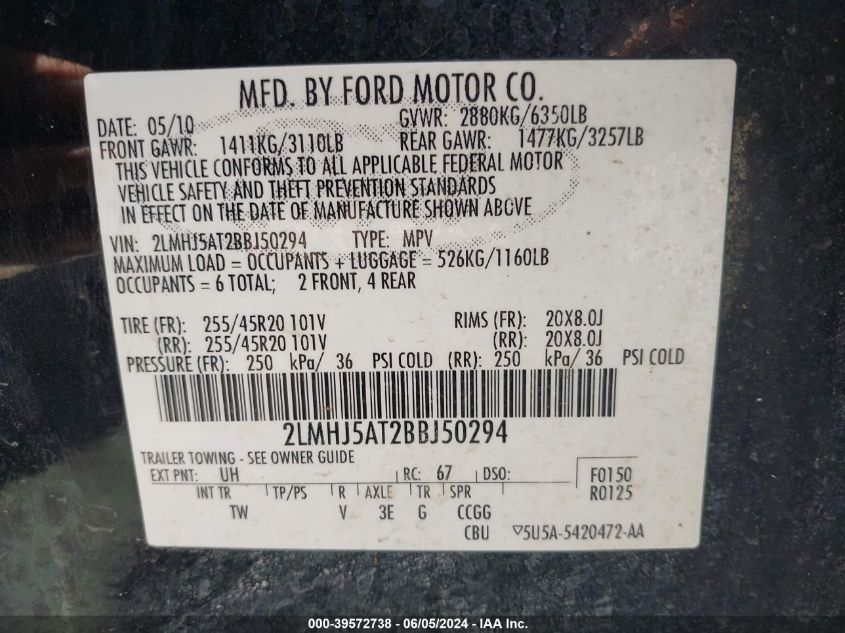 MFD. BY FORD MOTOR CO.
DATE: 05/10 GVWR: 2880KG/6350LB
FRONT GAWR: 1411KG/3110LB REAR GAWR: 1477KG/3257LB
THIS VEHICLE CONFORMS TO ALL APPLICABLE FEDERAL MOTOR
VEHICLE SAFETY AND THEFT PREVENTION STANDARDS
IN EFFECT ON THE DATE OF MANUFACTURE SHOWN ABOVE
VIN: 2LMHJ5AT2BBJ50294 TYPE: MPV
MAXIMUM LOAD = OCCUPANTS + LUGGAGE = 526KG/1160LB
OCCUPANTS = 6 TOTAL; 2 FRONT, 4 REAR
TIRE (FR): 255/45R20 101V RIMS (FR): 20X8.0J
(RR): 255/45R20 101V (RR): 20X8.0J
PRESSURE (FR): 250 kPa/ 36 PSI COLD (RR): 250 kPa/ 36 PSI COLD
2LMHJ5AT2BBJ50294
TRAILER TOWING - SEE OWNER GUIDE
EXT PNT: UH RC: 67 DSO: F0150
INT TR TP/PS R AXLE TR SPR R0125
TW V 3E G CCGG
CBU ▽5U5A-5420472-AA
000-39572738 - 06/05/2024 - IAAI Inc.